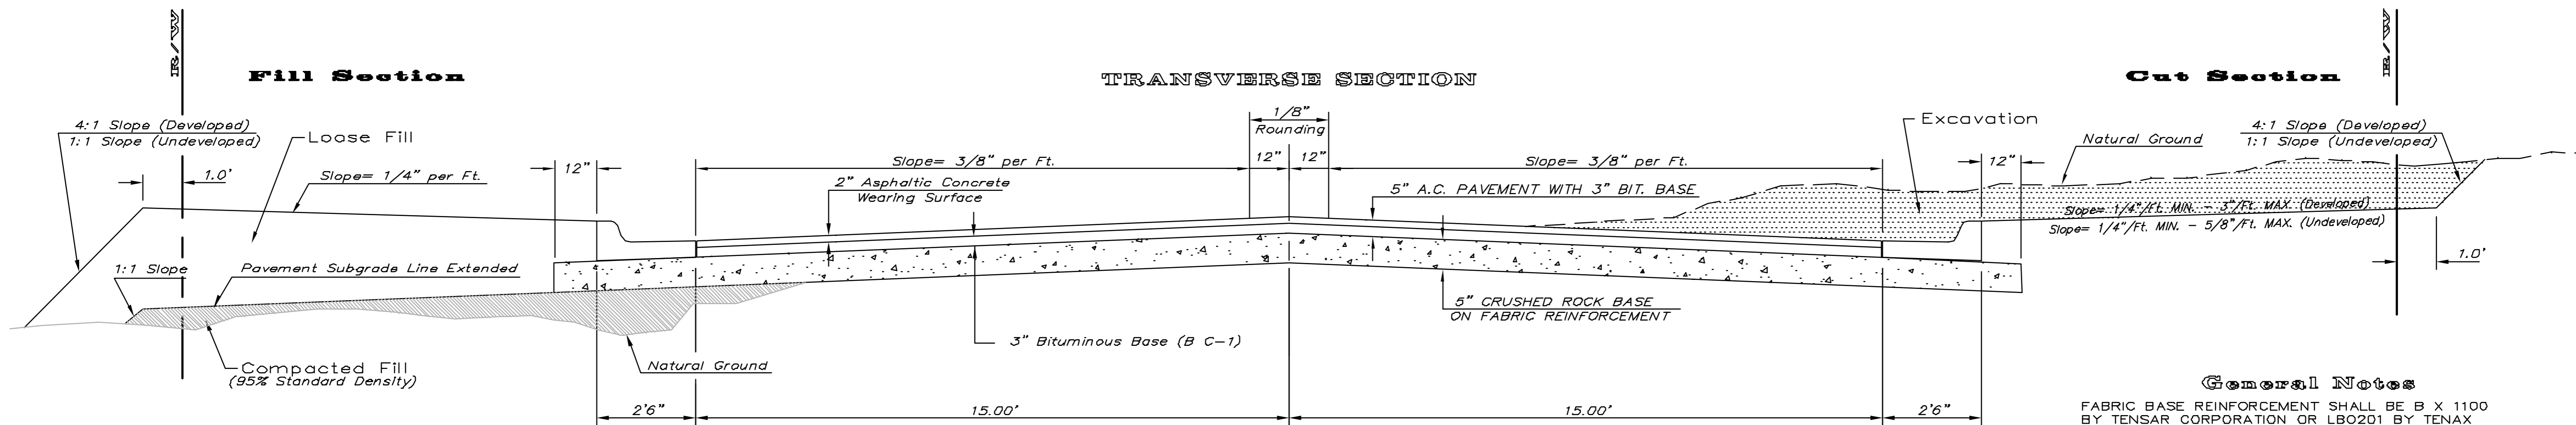 R/W
R/W
Fill Section
TRANSVERSE SECTION
Cut Section
4:1 Slope (Developed)
1:1 Slope (Undeveloped)
Loose Fill
1.0'
Slope= 1/4" per Ft.
12"
Slope= 3/8" per Ft.
1/8"
Rounding
12"
12"
Slope= 3/8" per Ft.
Excavation
Natural Ground
12"
4:1 Slope (Developed)
1:1 Slope (Undeveloped)
2" Asphaltic Concrete
Wearing Surface
5" A.C. PAVEMENT WITH 3" BIT. BASE
Slope= 1/4"/Ft. MIN. - 3"/Ft. MAX. (Developed)
Slope= 1/4"/Ft. MIN. - 5/8"/Ft. MAX. (Undeveloped)
1.0'
1:1 Slope
Pavement Subgrade Line Extended
5" CRUSHED ROCK BASE
ON FABRIC REINFORCEMENT
3" Bituminous Base (B C-1)
Natural Ground
Compacted Fill
(95% Standard Density)
2'6"
15.00'
15.00'
2'6"
General Notes
FABRIC BASE REINFORCEMENT SHALL BE B X 1100
BY TENSAR CORPORATION OR LBO201 BY TENAX